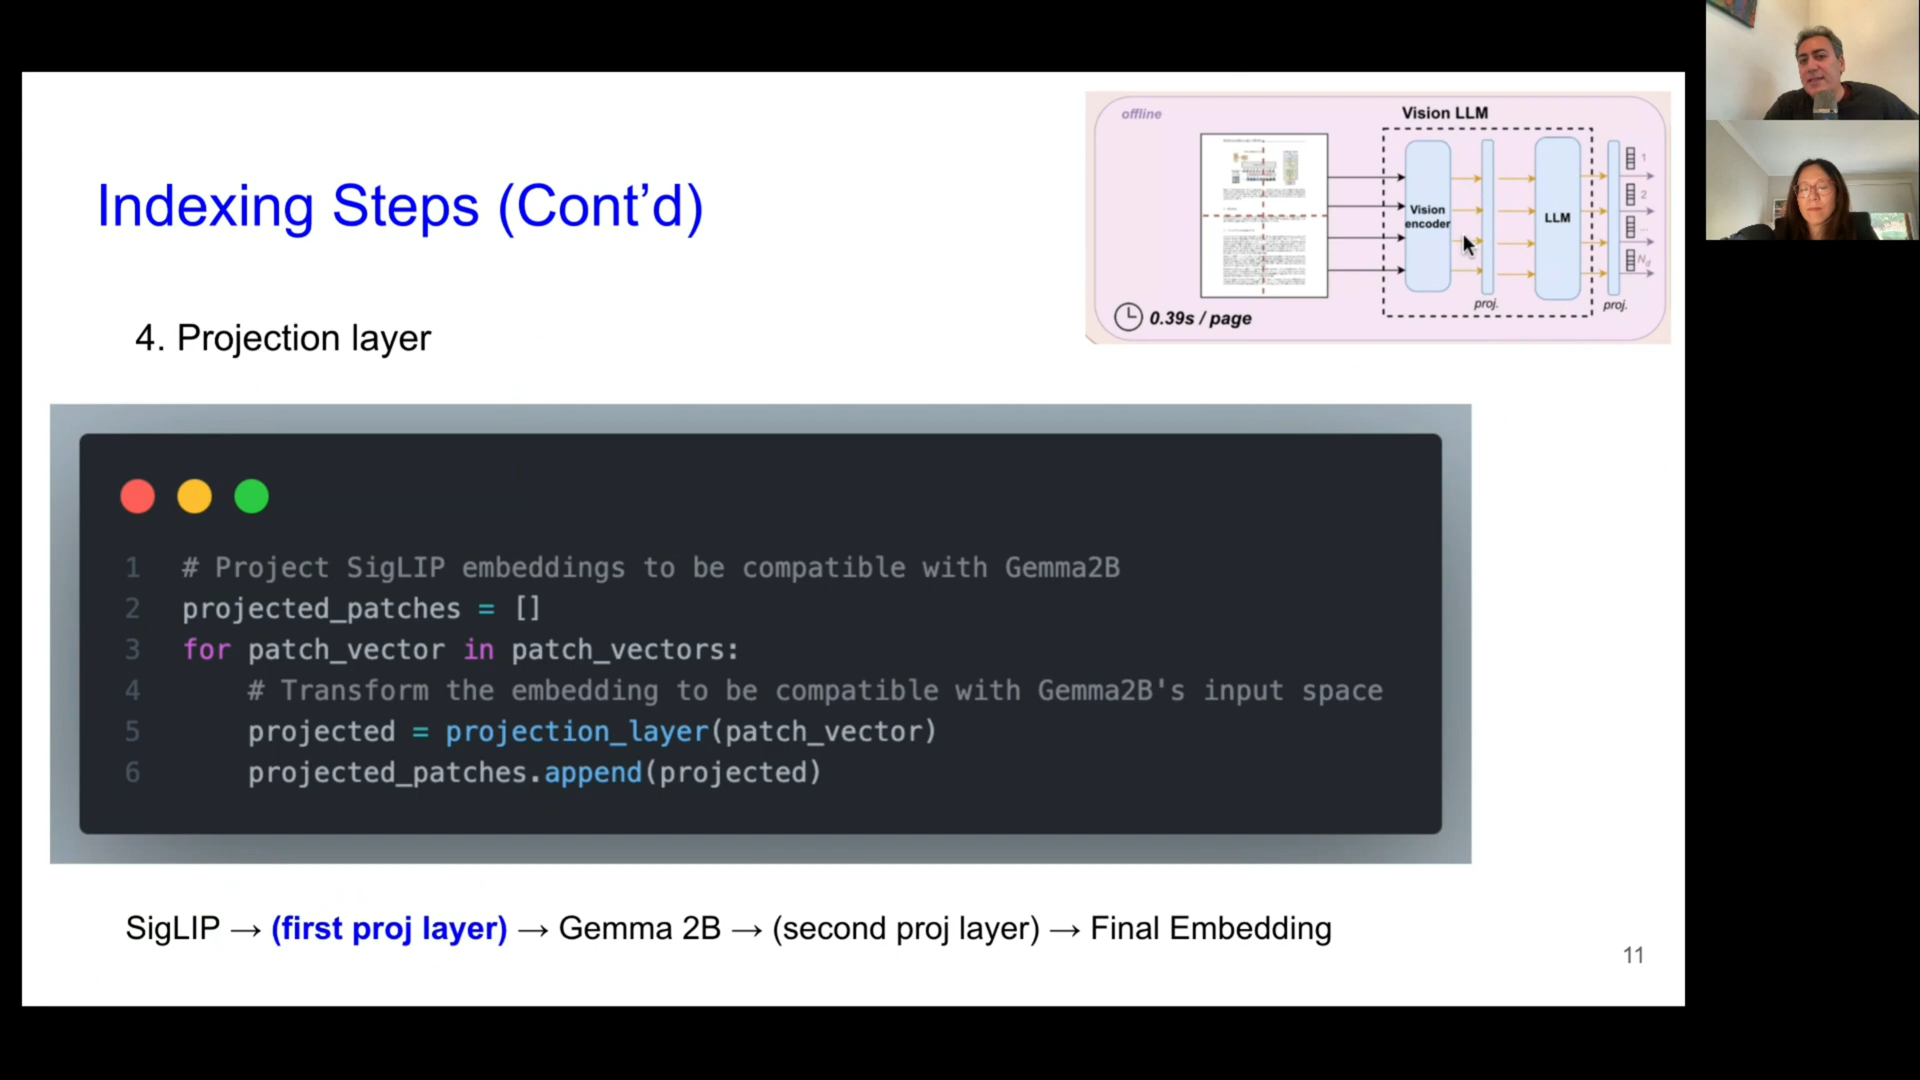 Indexing Steps (Cont’d)
offline
Vision LLM
Vision
encoder
LLM
proj.
proj.
1
2
...
Nd
0.39s / page
4. Projection layer
1 # Project SigLIP embeddings to be compatible with Gemma2B
2 projected_patches = []
3 for patch_vector in patch_vectors:
4 # Transform the embedding to be compatible with Gemma2B's input space
5 projected = projection_layer(patch_vector)
6 projected_patches.append(projected)
SigLIP → (first proj layer) → Gemma 2B → (second proj layer) → Final Embedding
11